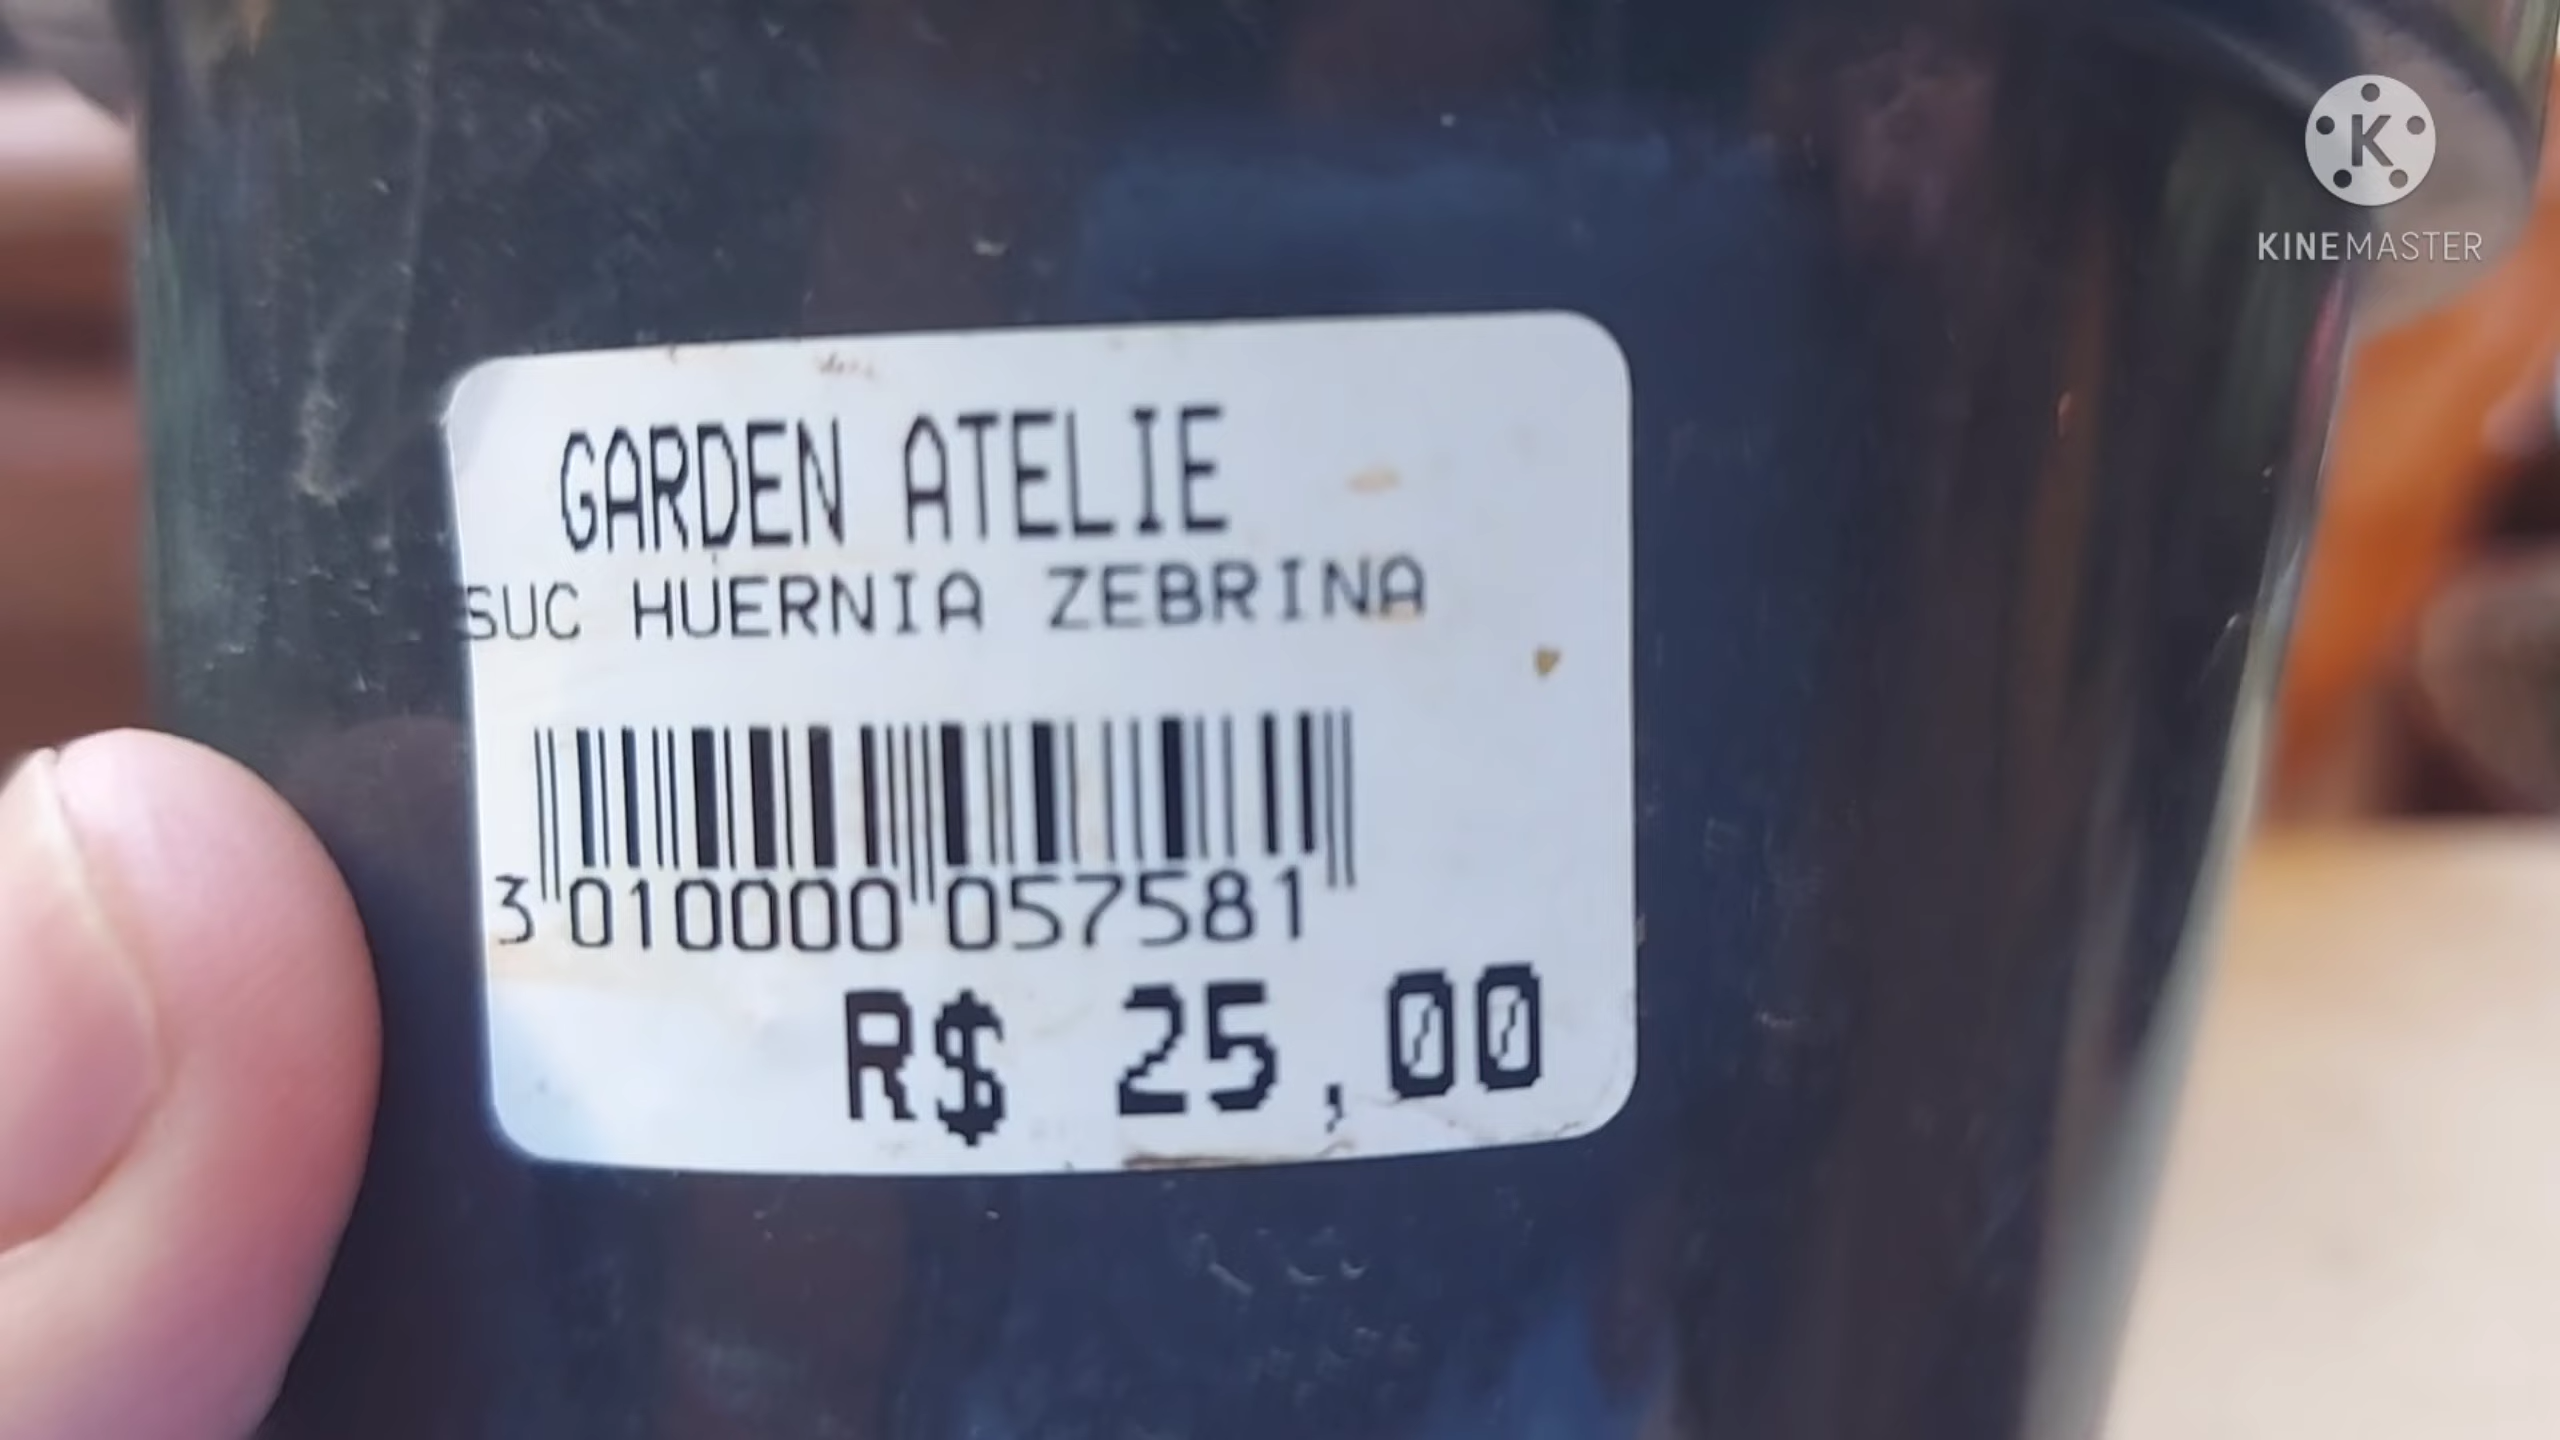 K
KINEMASTER
GARDEN ATELIE
SUC HUERNIA ZEBRINA
3 010000 057581
R$ 25,00